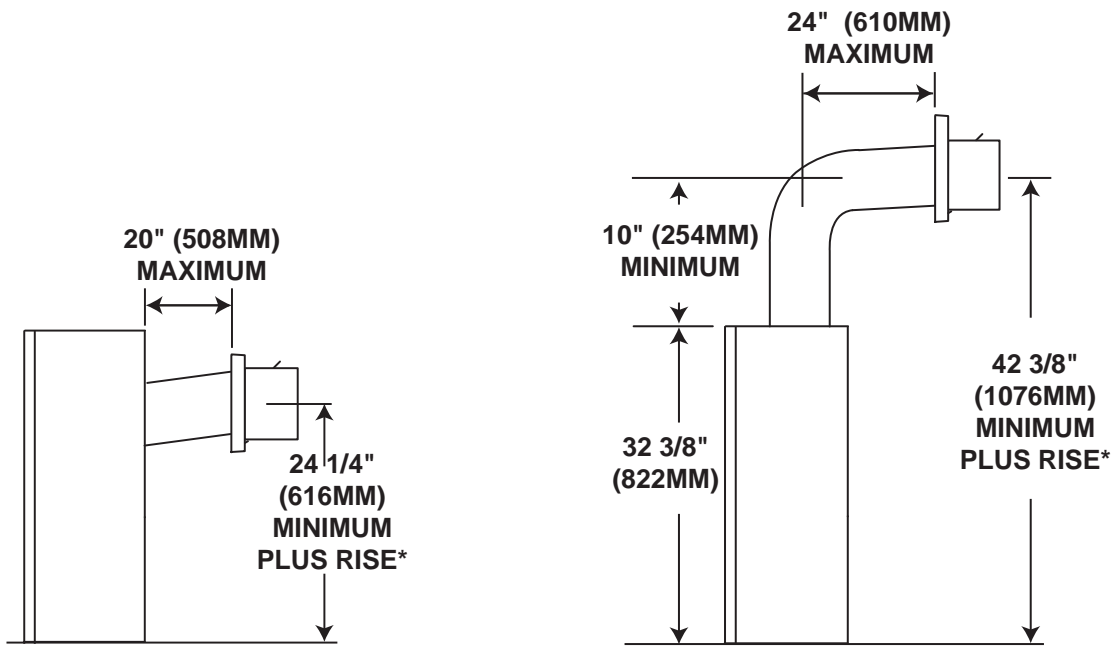 20" (508MM)
MAXIMUM
24 1/4"
(616MM)
MINIMUM
PLUS RISE*
24" (610MM)
MAXIMUM
10" (254MM)
MINIMUM
32 3/8"
(822MM)
42 3/8"
(1076MM)
MINIMUM
PLUS RISE*